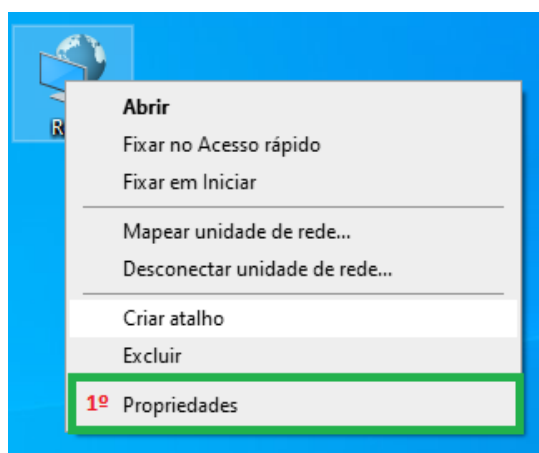 Abrir
Fixar no Acesso rápido
Fixar em Iniciar
Mapear unidade de rede...
Desconectar unidade de rede...
Criar atalho
Excluir
1º Propriedades